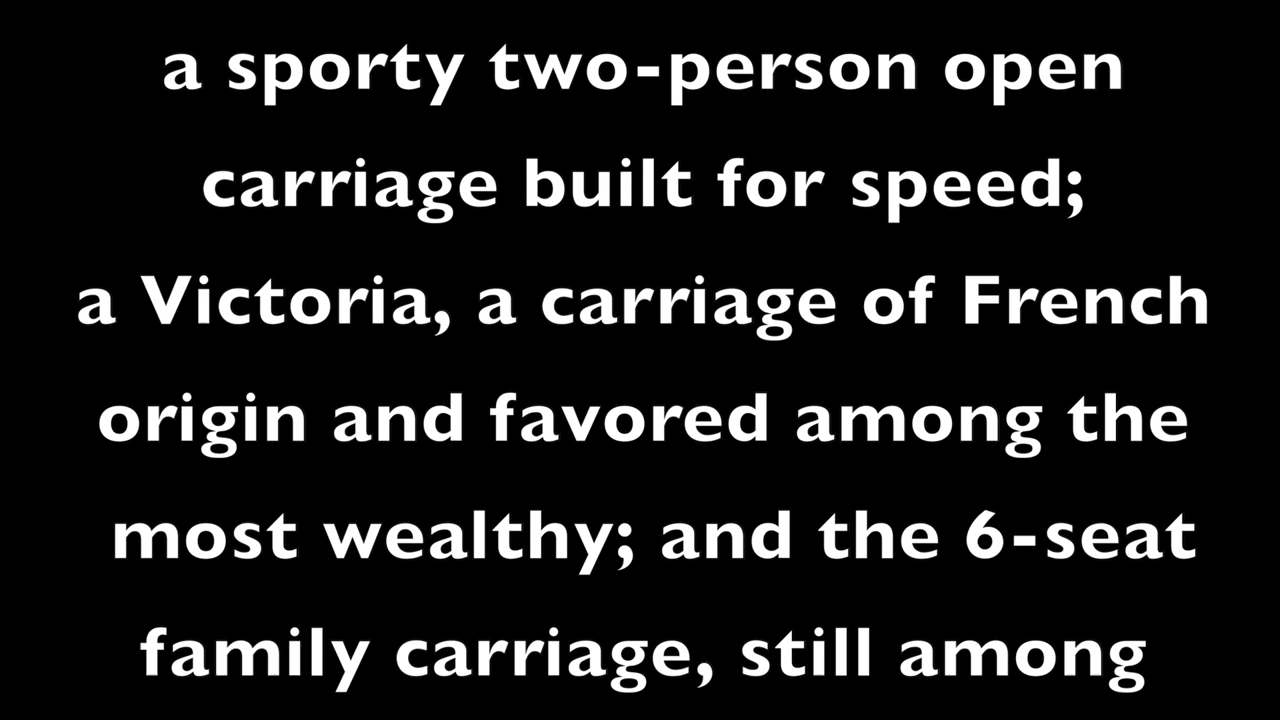 a sporty two-person open
carriage built for speed;
a Victoria, a carriage of French
origin and favored among the
most wealthy; and the 6-seat
family carriage, still among